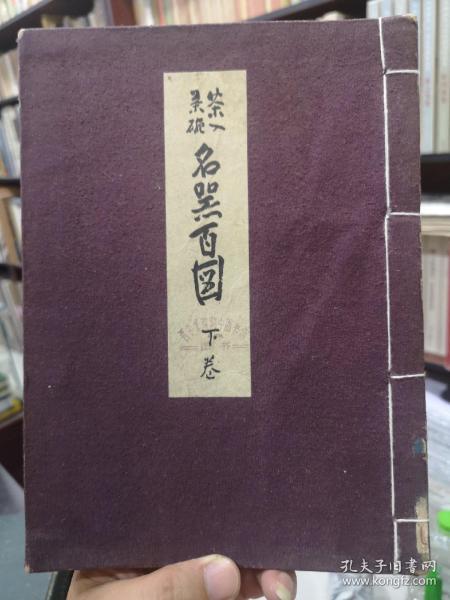 茶入
茶碗
名器百図
下巻
孔夫子旧书网
www.kongfz.com